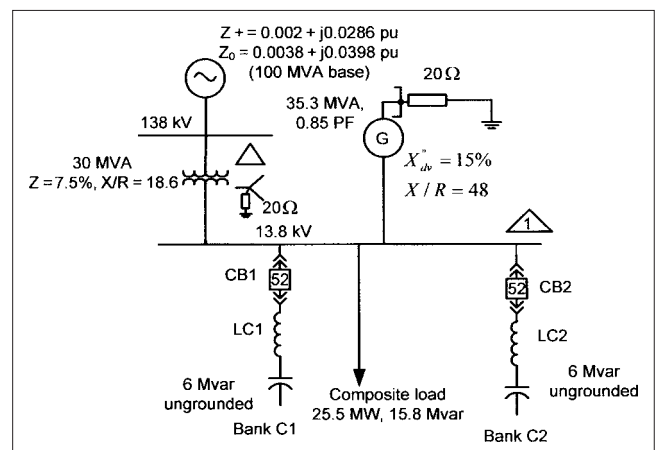 Z + = 0.002 + j0.0286 pu
Z₀ = 0.0038 + j0.0398 pu
(100 MVA base)
20Ω
35.3 MVA,
0.85 PF
G
138 kV
X"dv = 15%
X / R = 48
30 MVA
Z =7.5%, X/R = 18.6
20Ω
13.8 kV
1
CB1
52
52
CB2
LC1
LC2
6 Mvar
ungrounded
Composite load
25.5 MW, 15.8 Mvar
6 Mvar
ungrounded
Bank C1
Bank C2